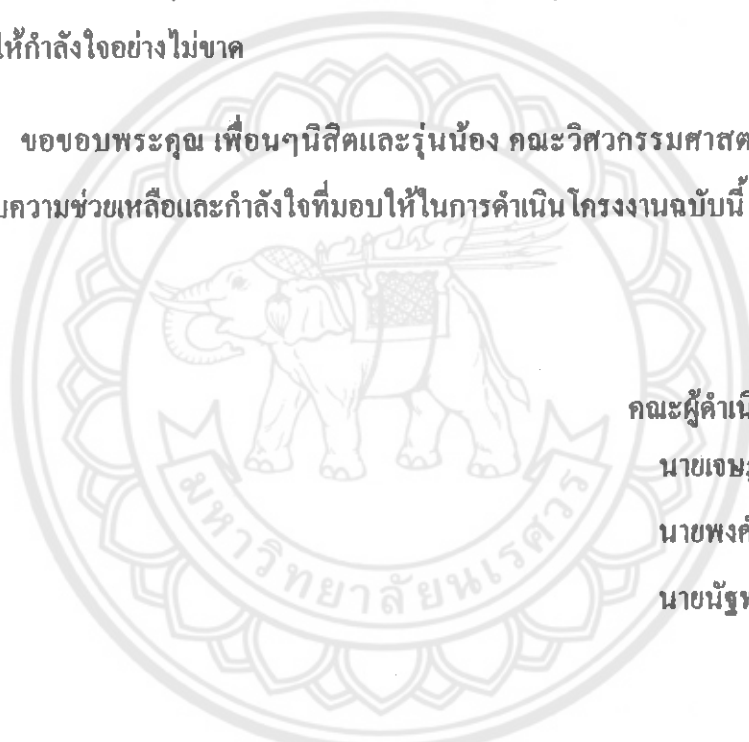 ให้กำลังใจอย่างไม่ขาด
ขอขอบพระคุณ เพื่อนๆนิสิตและรุ่นน้อง คณะวิศวกรรมศาสต
ความช่วยเหลือและกำลังใจที่มอบให้ในการดำเนินโครงงานฉบับนี้
คณะผู้ดำเนิ
นายเจษ
นายพงศ
นายนัฐ
มหาวิทยาลัยนเรศวร